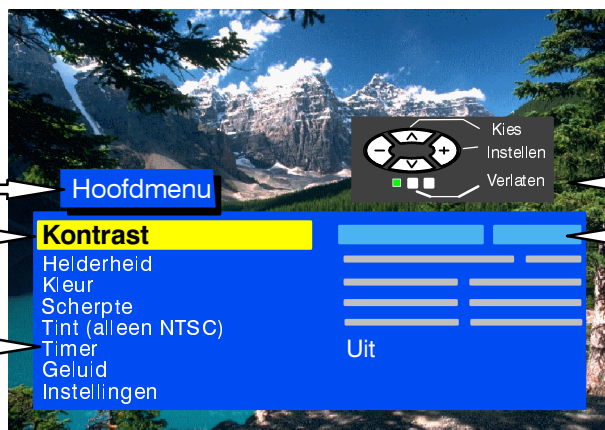 Kies
Instellen
Verlaten
Hoofdmenu
Kontrast
Helderheid
Kleur
Scherpte
Tint (alleen NTSC)
Timer Uit
Geluid
Instellingen